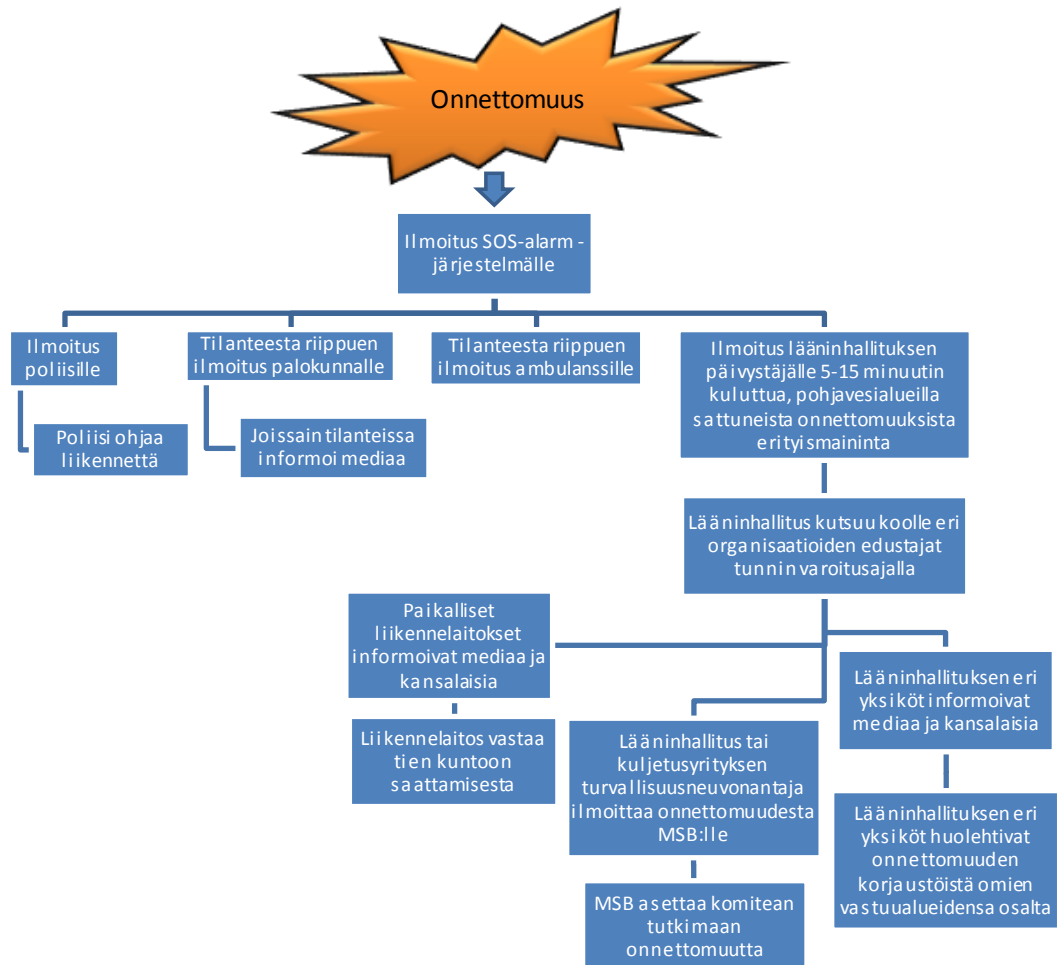 Onnettomuus
Ilmoitus SOS-alarm -
järjestelmälle
Ilmoitus
poliisille
Tilanteesta riippuen
ilmoitus palokunnalle
Tilanteesta riippuen
ilmoitus ambulanssille
Ilmoitus lääninhallituksen
päivystäjälle 5-15 minuutin
kuluttua, pohjavesialueilla
sattuneista onnettomuuksista
erityismaininta
Poliisi ohjaa
liikennettä
Joissain tilanteissa
informoi mediaa
Lääninhallitus kutsuu koolle eri
organisaatioiden edustajat
tunnin varoitusajalla
Paikalliset
liikennelaitokset
informoivat mediaa ja
kansalaisia
Liikennelaitos vastaa
tien kuntoon
saattamisesta
Lääninhallitus tai
kuljetusyrityksen
turvallisuusneuvonantaja
ilmoittaa onnettomuudesta
MSB:lle
MSB asettaa komitean
tutkimaan
onnettomuutta
Lääninhallituksen eri
yksiköt informoivat
mediaa ja kansalaisia
Lääninhallituksen eri
yksiköt huolehtivat
onnettomuuden
korjaustöistä omien
vastuualueidensa osalta